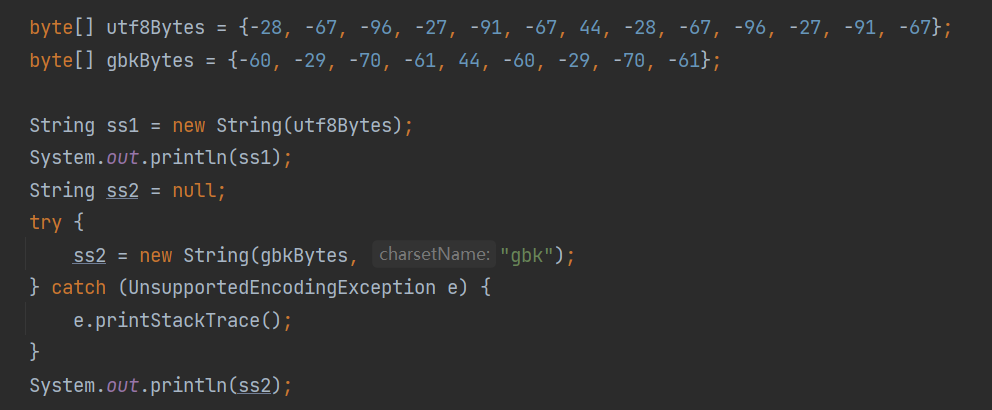 byte[] utf8Bytes = {-28, -67, -96, -27, -91, -67, 44, -28, -67, -96, -27, -91, -67};
byte[] gbkBytes = {-60, -29, -70, -61, 44, -60, -29, -70, -61};
String ss1 = new String(utf8Bytes);
System.out.println(ss1);
String ss2 = null;
try {
ss2 = new String(gbkBytes, charsetName: "gbk");
} catch (UnsupportedEncodingException e) {
e.printStackTrace();
}
System.out.println(ss2);